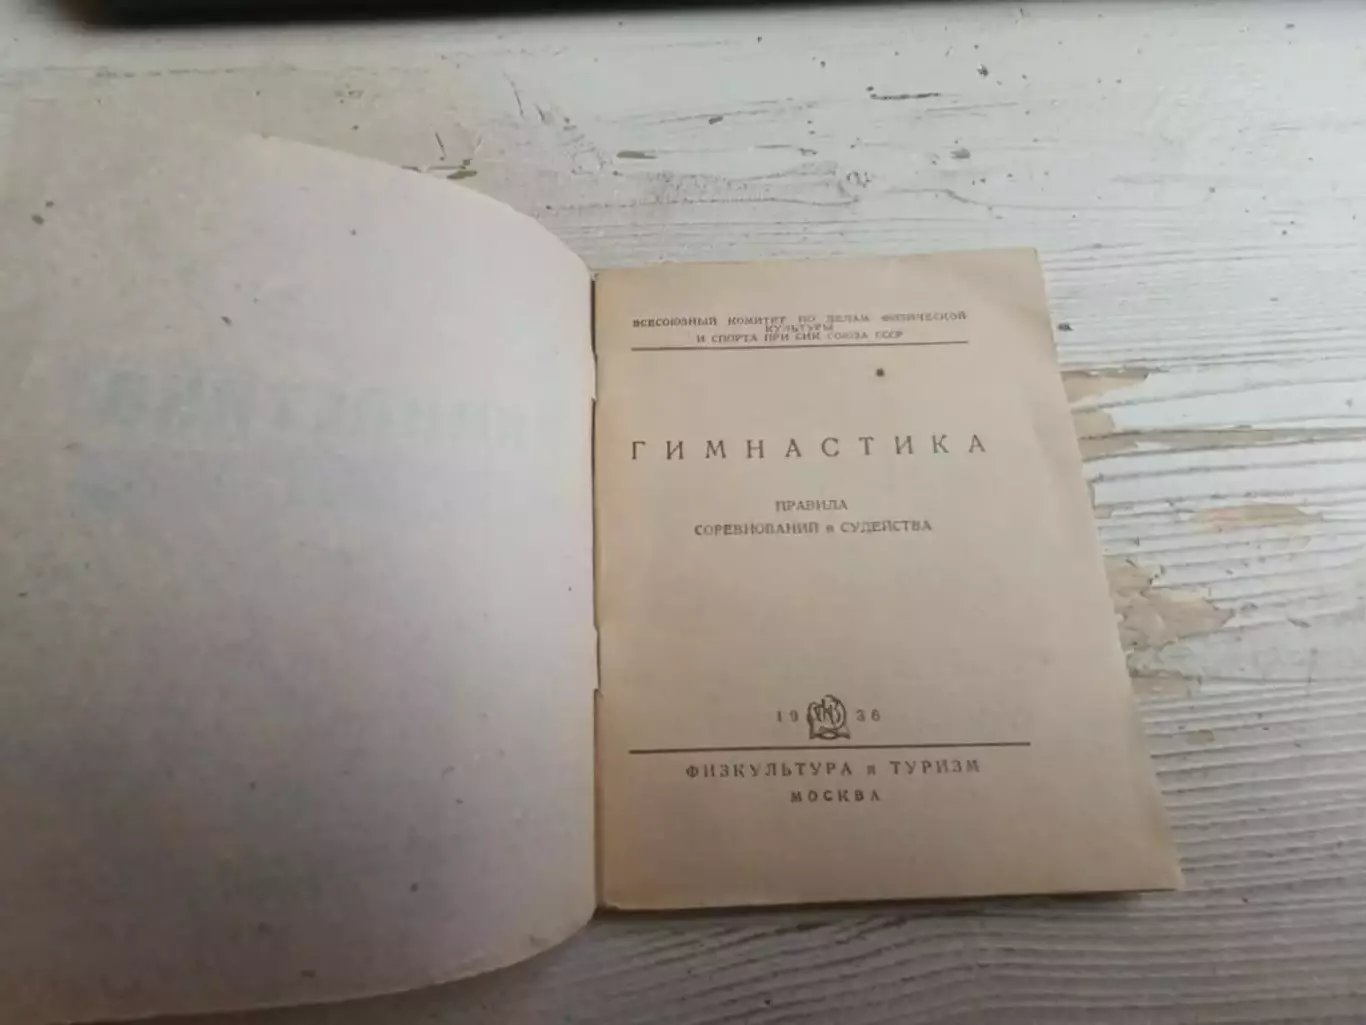 ВСЕСОЮЗНЫЙ КОМИТЕТ ПО ДЕЛАМ ФИЗИЧЕСКОЙ
КУЛЬТУРЫ
И СПОРТА ПРИ СНК СОЮЗА ССР
ГИМНАСТИКА
ПРАВИЛА
СОРЕВНОВАНИЙ и СУДЕЙСТВА
19 36
ФИЗКУЛЬТУРА и ТУРИЗМ
МОСКВА